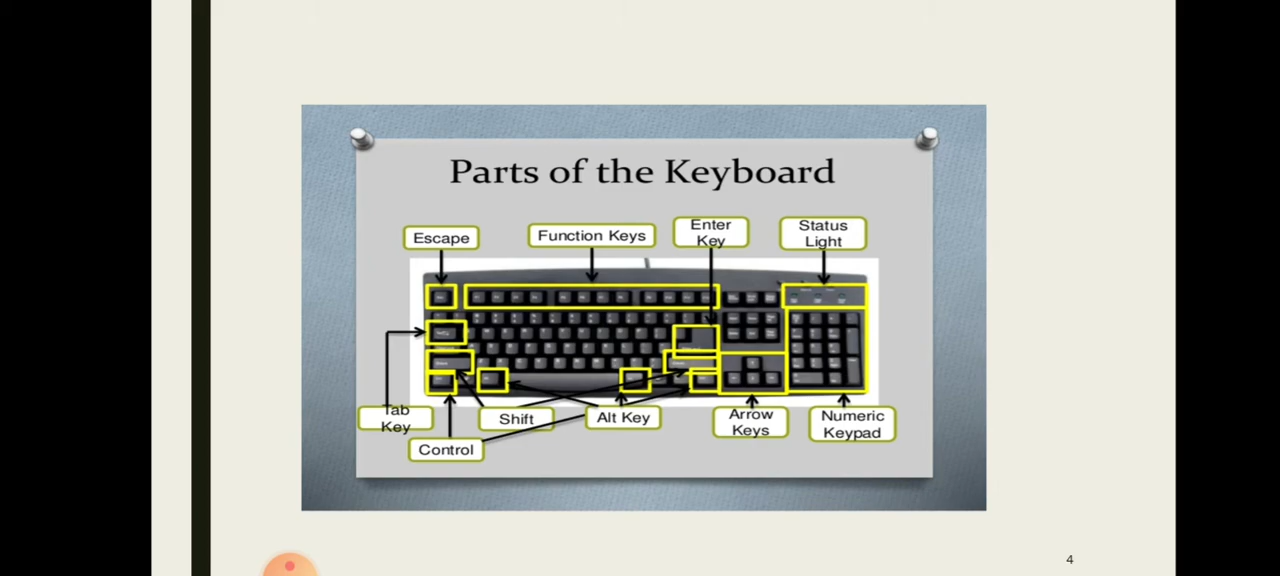 Parts of the Keyboard
Escape
Function Keys
Enter
Key
Status
Light
Tab
Key
Shift
Alt Key
Arrow
Keys
Numeric
Keypad
Control
4